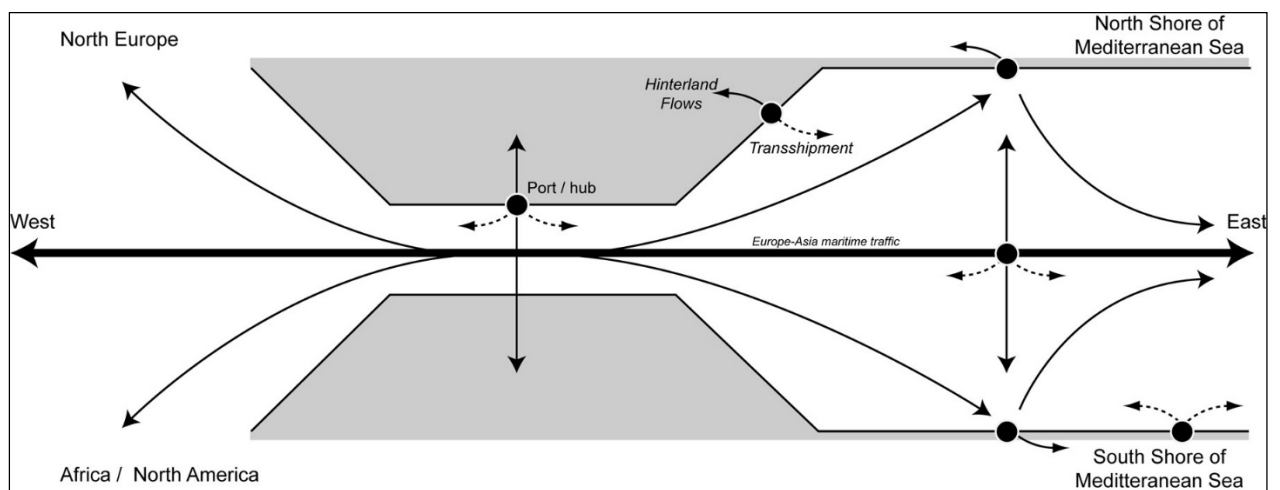 North Europe
North Shore of
Mediterranean Sea
Hinterland
Flows
Transshipment
Port / hub
West
East
Europe-Asia maritime traffic
Africa / North America
South Shore of
Meditteranean Sea